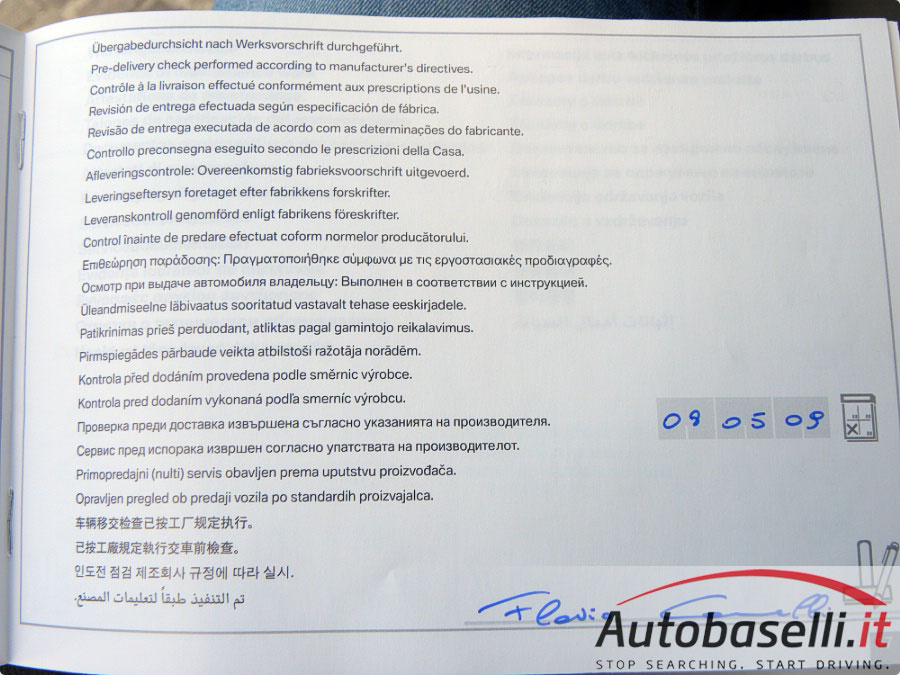 Übergabedurchsicht nach Werksvorschrift durchgeführt.
Pre-delivery check performed according to manufacturer's directives.
Contrôle à la livraison effectué conformément aux prescriptions de l'usine.
Revisión de entrega efectuada según especificación de fábrica.
Revisão de entrega executada de acordo com as determinações do fabricante.
Controllo preconsegna eseguito secondo le prescrizioni della Casa.
Afleveringscontrole: Overeenkomstig fabrieksvoorschrift uitgevoerd.
Leveringseftersyn foretaget efter fabrikkens forskrifter.
Leveranskontroll genomförd enligt fabrikens föreskrifter.
Control înainte de predare efectuat coform normelor producătorului.
Επιθεώρηση παράδοσης: Πραγματοποιήθηκε σύμφωνα με τις εργοστασιακές προδιαγραφές.
Осмотр при выдаче автомобиля владельцу: Выполнен в соответствии с инструкцией.
Üleandmiseelne läbivaatus sooritatud vastavalt tehase eeskirjadele.
Patikrinimas prieš perduodant, atliktas pagal gamintojo reikalavimus.
Pirmspiegādes pārbaude veikta atbilstoši ražotāja norādēm.
Kontrola před dodáním provedena podle směrnic výrobce.
Kontrola pred dodaním vykonaná podľa smerníc výrobcu.
Проверка преди доставка извършена съгласно указанията на производителя.
08 05 09
Сервис пред испорака извршен согласно упатствата на производителот.
Primopredajni (nulti) servis obavljen prema uputstvu proizvođača.
Opravljen pregled ob predaji vozila po standardih proizvajalca.
车辆移交检查已按工厂规定执行。
已按工廠規定執行交車前檢查。
인도전 점검 제조회사 규정에 따라 실시.
تم التنفيذ طبقاً لتعليمات المصنع.
Flavio
Autobaselli.it
STOP SEARCHING. START DRIVING.